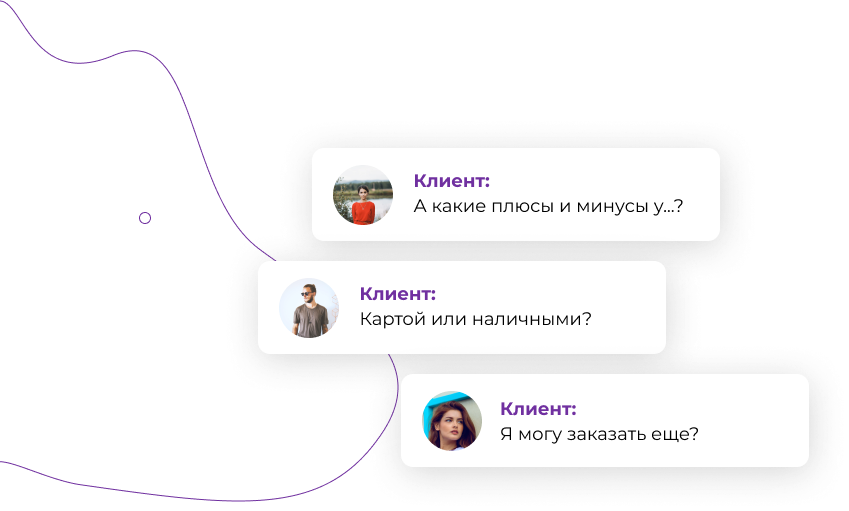 Клиент:
А какие плюсы и минусы у...?
Клиент:
Картой или наличными?
Клиент:
Я могу заказать еще?